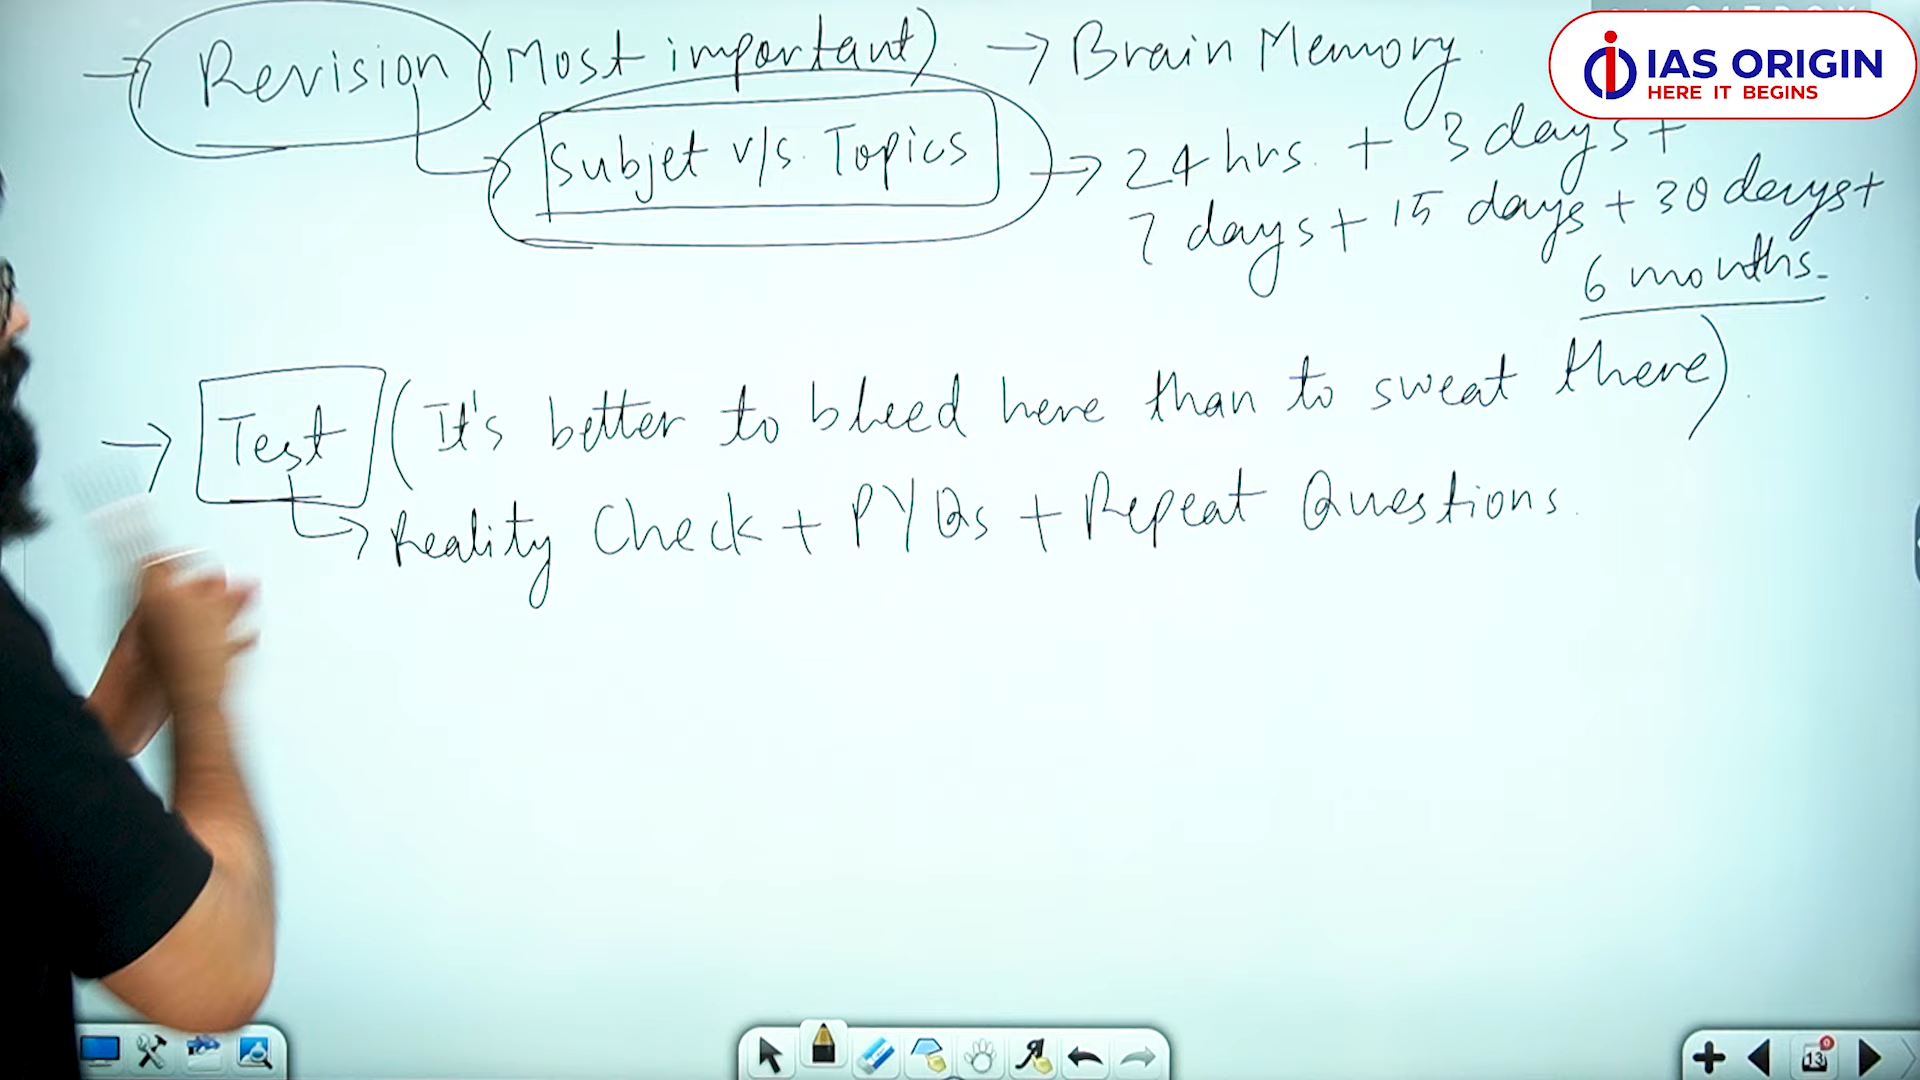 → Revision (Most important). → Brain Memory.
IAS ORIGIN
HERE IT BEGINS
Subjet v/s. Topics → 24 hrs. + 3 days +
7 days + 15 days + 30 days +
6 months.
→ Test (It's better to bleed here than to sweat there).
→ Reality Check + PYQs + Repeat Questions.
13